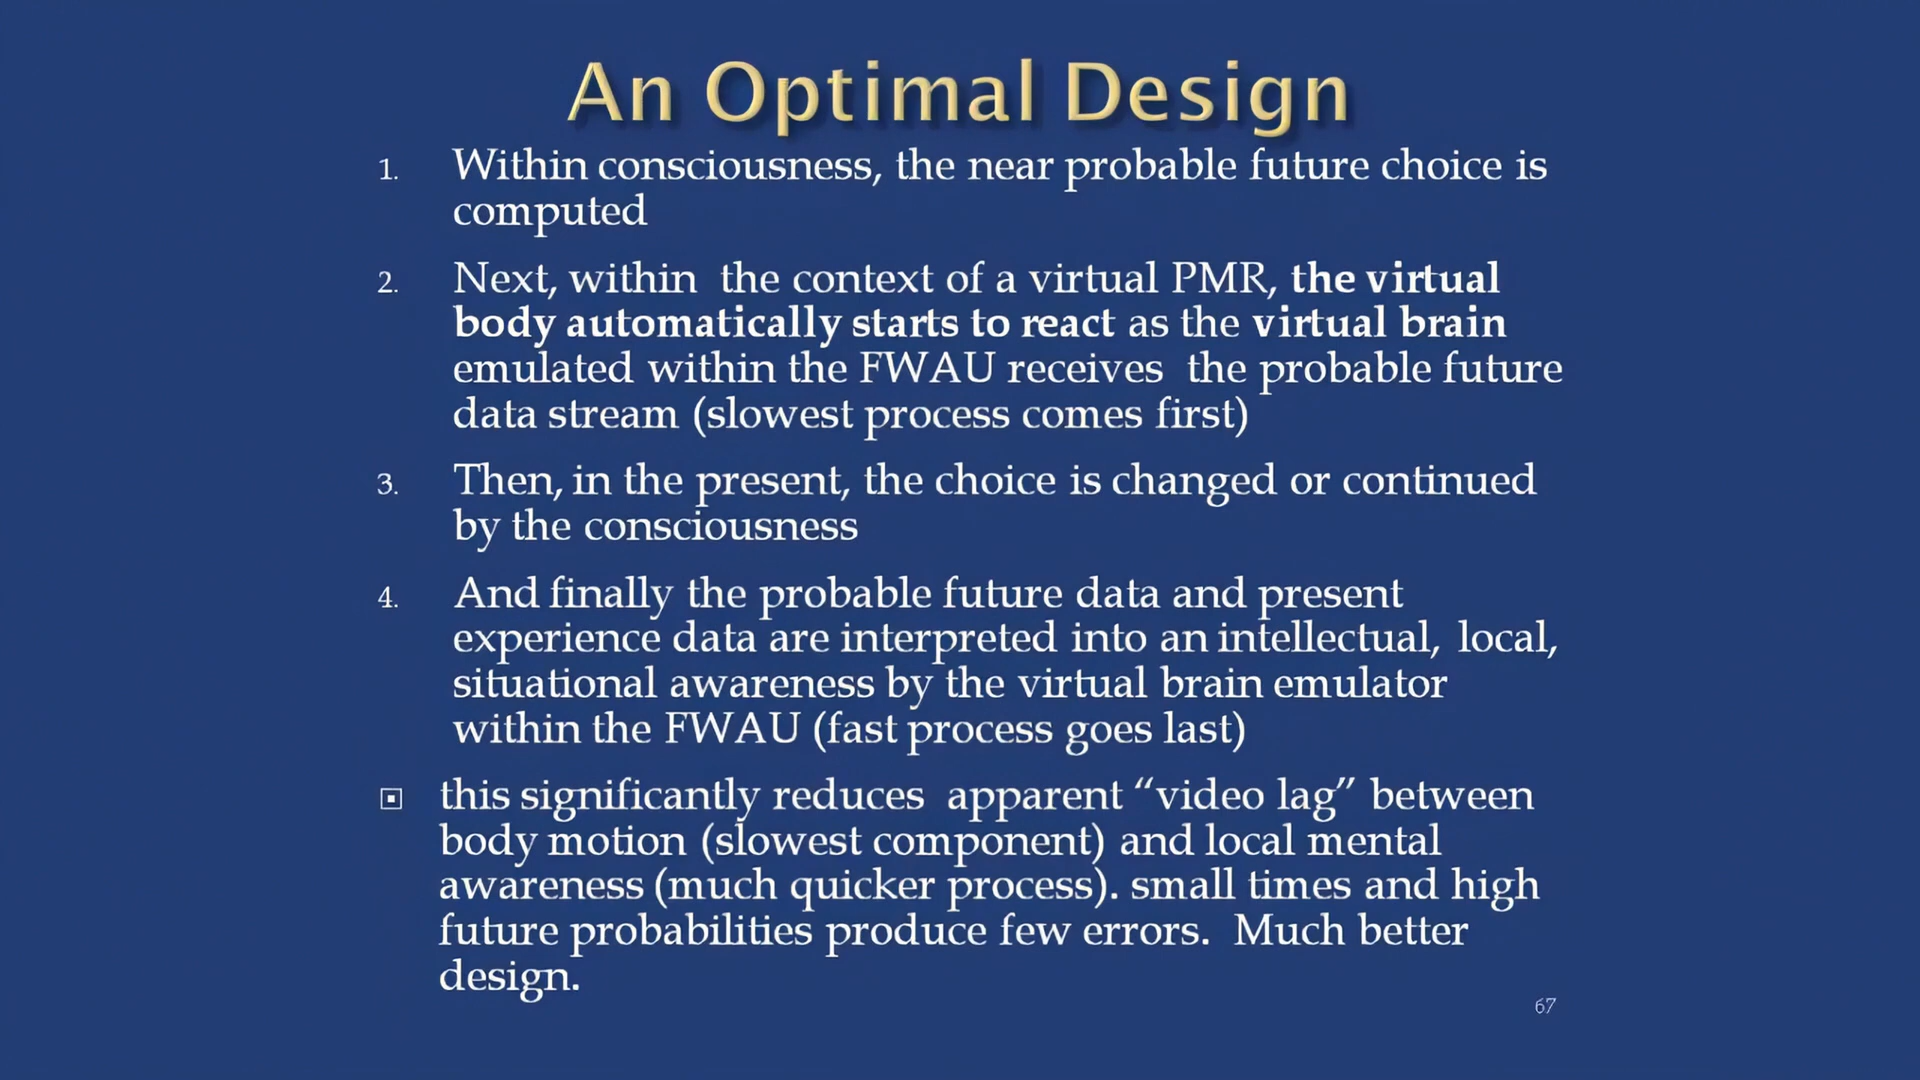 An Optimal Design
1. Within consciousness, the near probable future choice is
computed
2. Next, within the context of a virtual PMR, the virtual
body automatically starts to react as the virtual brain
emulated within the FWAU receives the probable future
data stream (slowest process comes first)
3. Then, in the present, the choice is changed or continued
by the consciousness
4. And finally the probable future data and present
experience data are interpreted into an intellectual, local,
situational awareness by the virtual brain emulator
within the FWAU (fast process goes last)
this significantly reduces apparent “video lag” between
body motion (slowest component) and local mental
awareness (much quicker process). small times and high
future probabilities produce few errors. Much better
design.
67